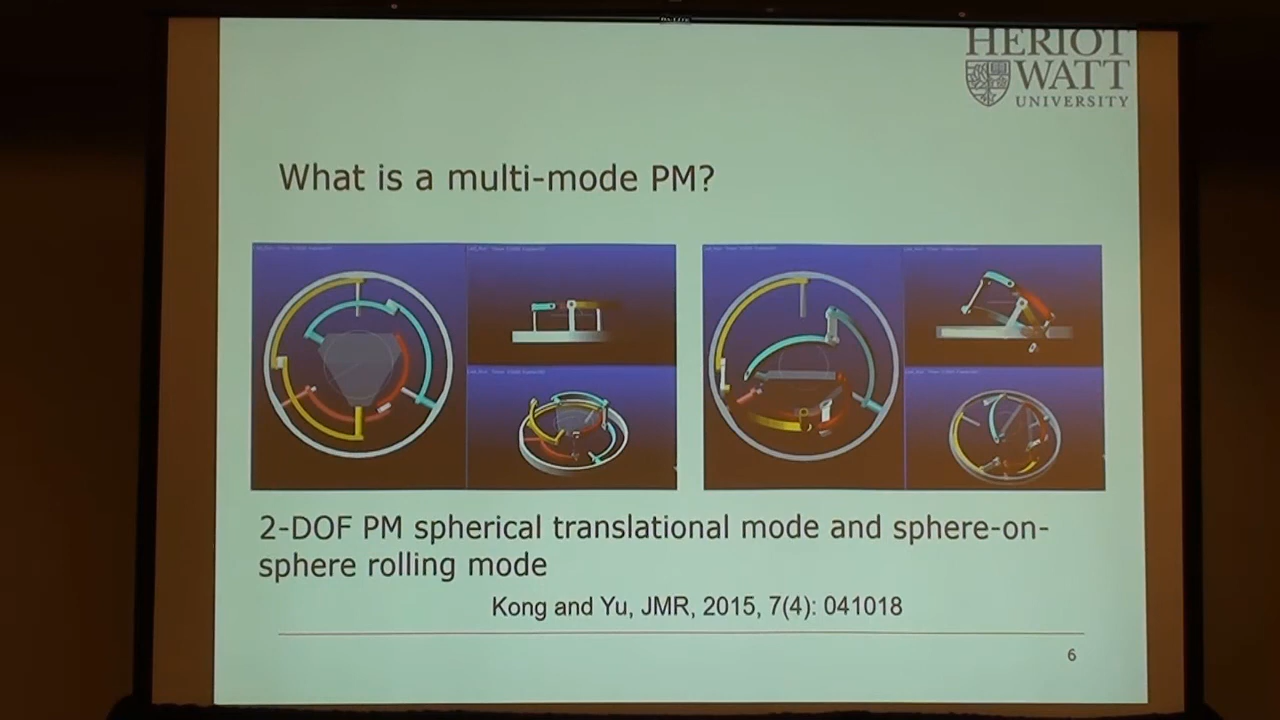 HERIOT
WATT
UNIVERSITY
What is a multi-mode PM?
2-DOF PM spherical translational mode and sphere-on-
sphere rolling mode
Kong and Yu, JMR, 2015, 7(4): 041018
6